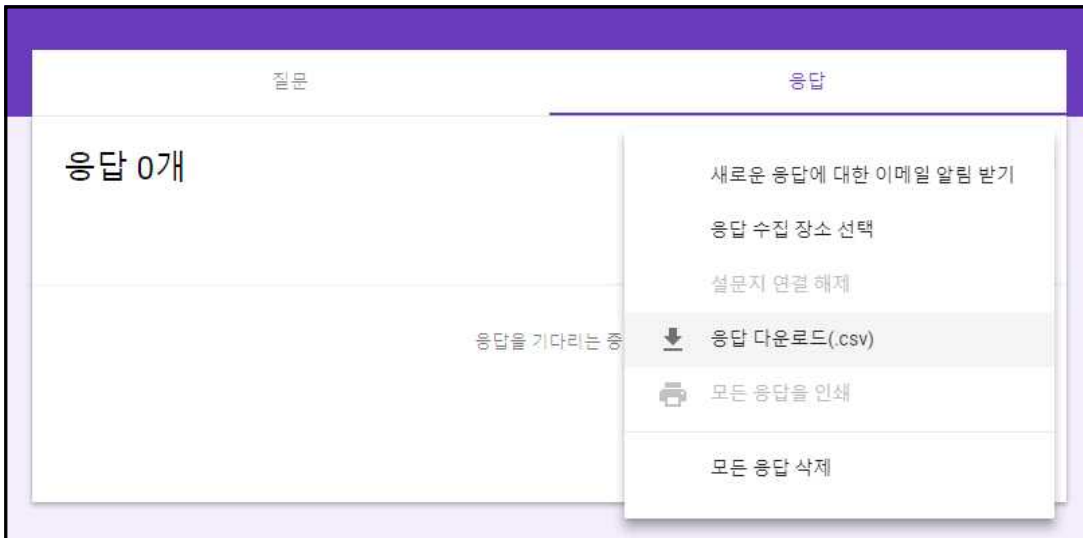 질문
응답
응답 0개
새로운 응답에 대한 이메일 알림 받기
응답 수집 장소 선택
설문지 연결 해제
응답을 기다리는 중
응답 다운로드(.csv)
모든 응답을 인쇄
모든 응답 삭제